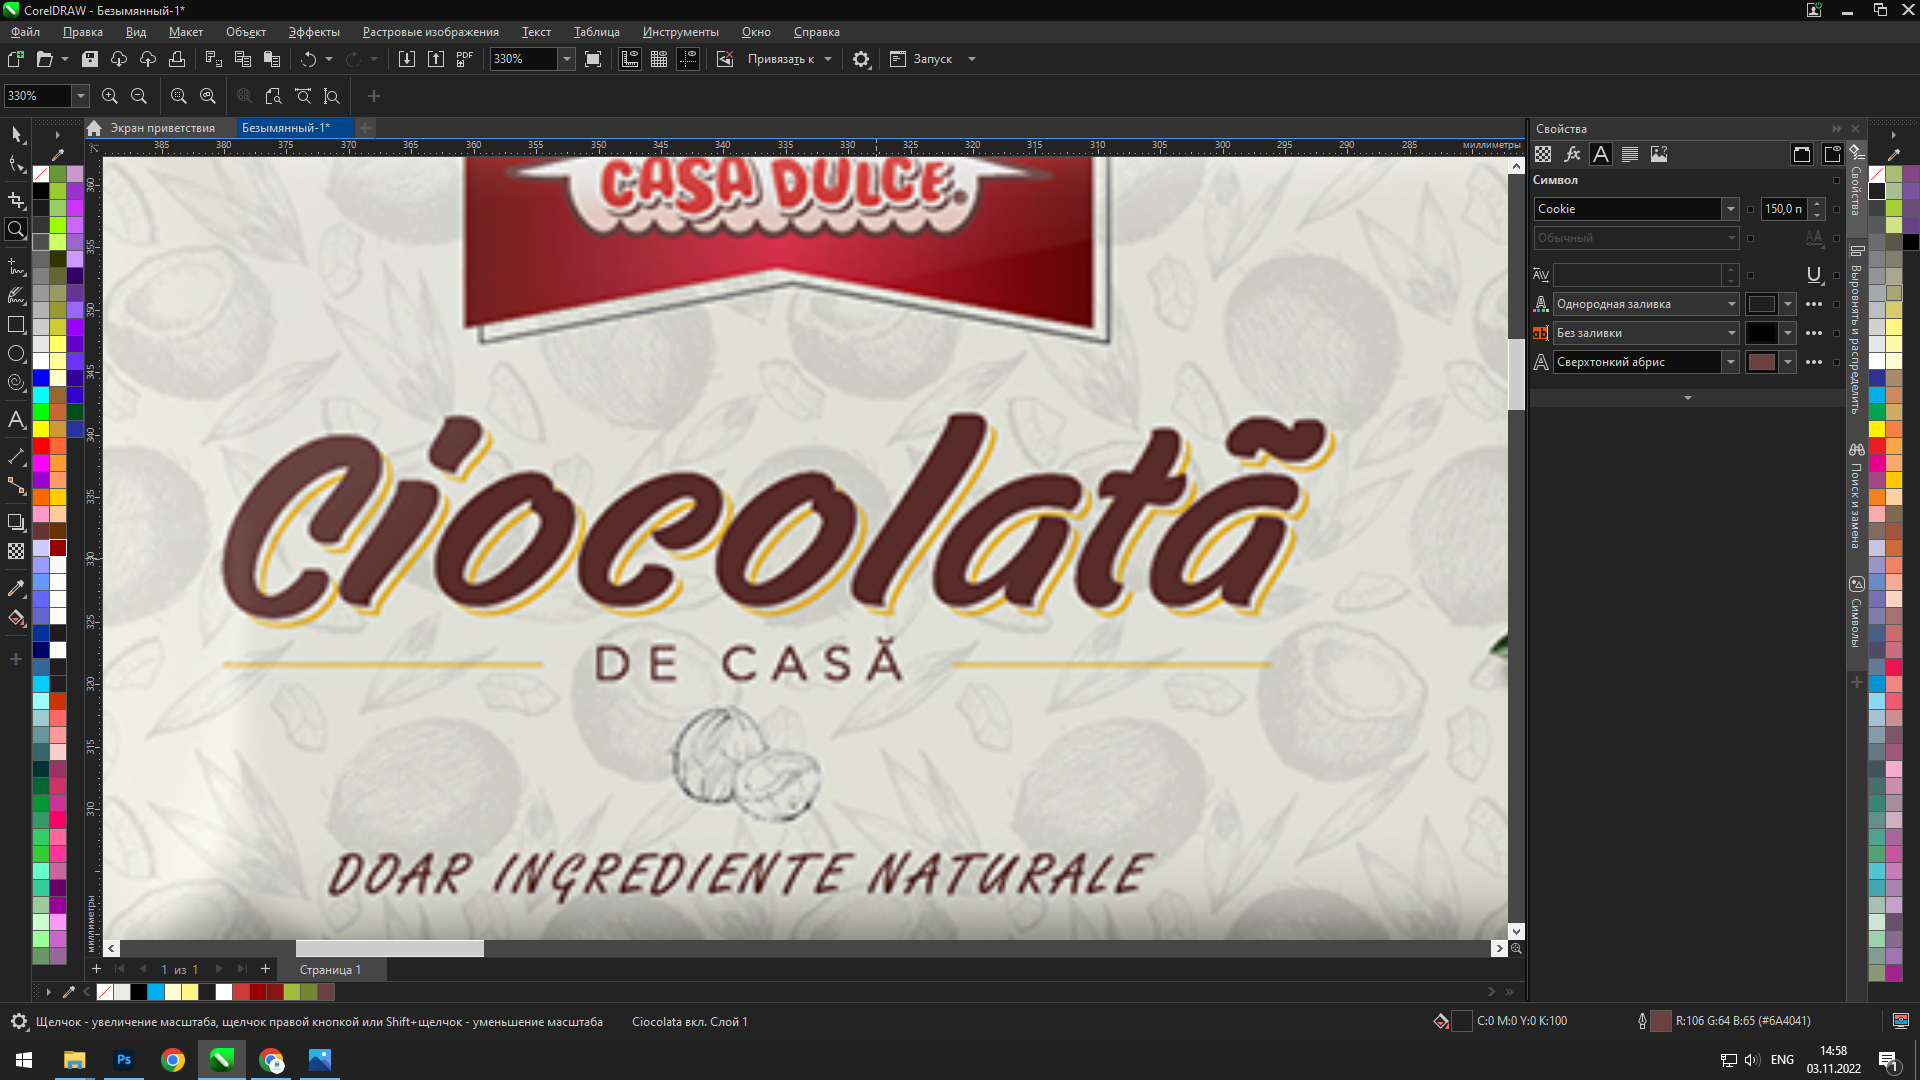 CorelDRAW - Безымянный-1*
Файл Правка Вид Макет Объект Эффекты Растровые изображения Текст Таблица Инструменты Окно Справка
PDF 330% Привязать к Запуск
330%
Экран приветствия Безымянный-1*
385 380 375 370 365 360 355 350 345 340 335 330 325 320 315 310 305 300 295 290 285 миллиметры
360
355
350
345
340
335
330
325
320
315
310
миллиметры
CASA DULCE®
Ciocolată
DE CASĂ
DOAR INGREDIENTE NATURALE
Свойства
Символ
Cookie 150,0 п
Обычный
Однородная заливка
Без заливки
Сверхтонкий абрис
Свойства
Выровнять и распределить
Поиск и замена
Символы
1 из 1 Страница 1
Щелчок - увеличение масштаба, щелчок правой кнопкой или Shift+щелчок - уменьшение масштаба Ciocolata вкл. Слой 1 C:0 M:0 Y:0 K:100 R:106 G:64 B:65 (#6A4041)
Ps ENG 14:58
03.11.2022 1